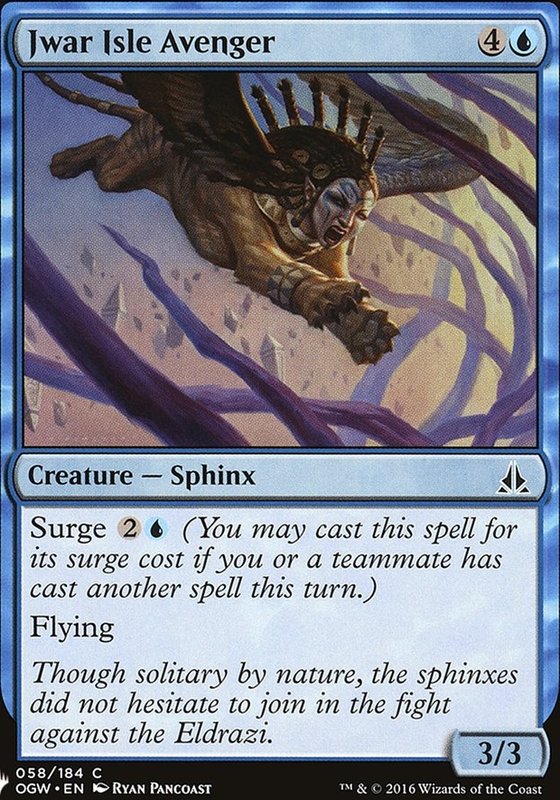 Jwar Isle Avenger 4
Creature — Sphinx
Surge 2 (You may cast this spell for
its surge cost if you or a teammate has
cast another spell this turn.)
Flying
Though solitary by nature, the sphinxes
did not hesitate to join in the fight
against the Eldrazi.
3/3
058/184 C
OGW • EN Ryan Pancoast
™ & © 2016 Wizards of the Coast